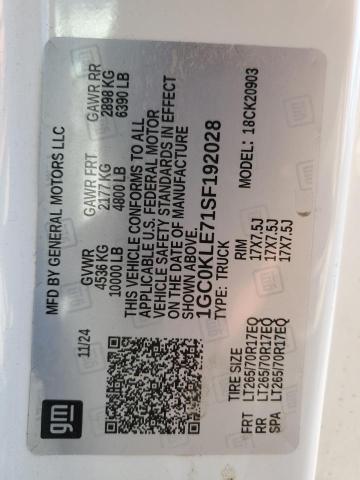 MFD BY GENERAL MOTORS LLC
11/24
GVWR GAWR FRT GAWR RR
4536 KG 2177 KG 2898 KG
10000 LB 4800 LB 6390 LB
THIS VEHICLE CONFORMS TO ALL
APPLICABLE U.S. FEDERAL MOTOR
VEHICLE SAFETY STANDARDS IN EFFECT
ON THE DATE OF MANUFACTURE
SHOWN ABOVE.
1GC0KLE71SF192028
TYPE: TRUCK MODEL: 18CK20903
TIRE SIZE RIM
FRT LT265/70R17EQ 17X7.5J
RR LT265/70R17EQ 17X7.5J
SPA LT265/70R17EQ 17X7.5J
gm